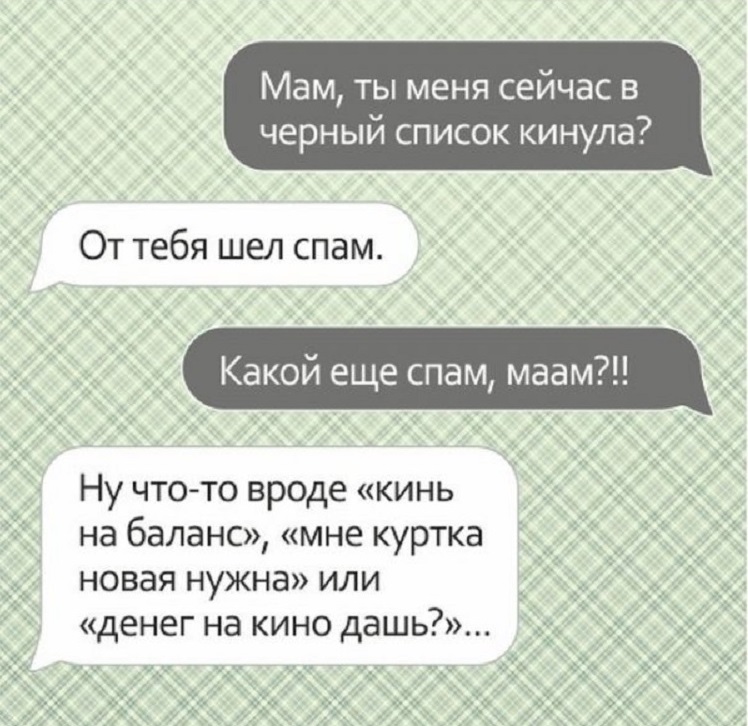 Мам, ты меня сейчас в
черный список кинула?
От тебя шел спам.
Какой еще спам, маам?!!
Ну что-то вроде «кинь
на баланс», «мне куртка
новая нужна» или
«денег на кино дашь?»...